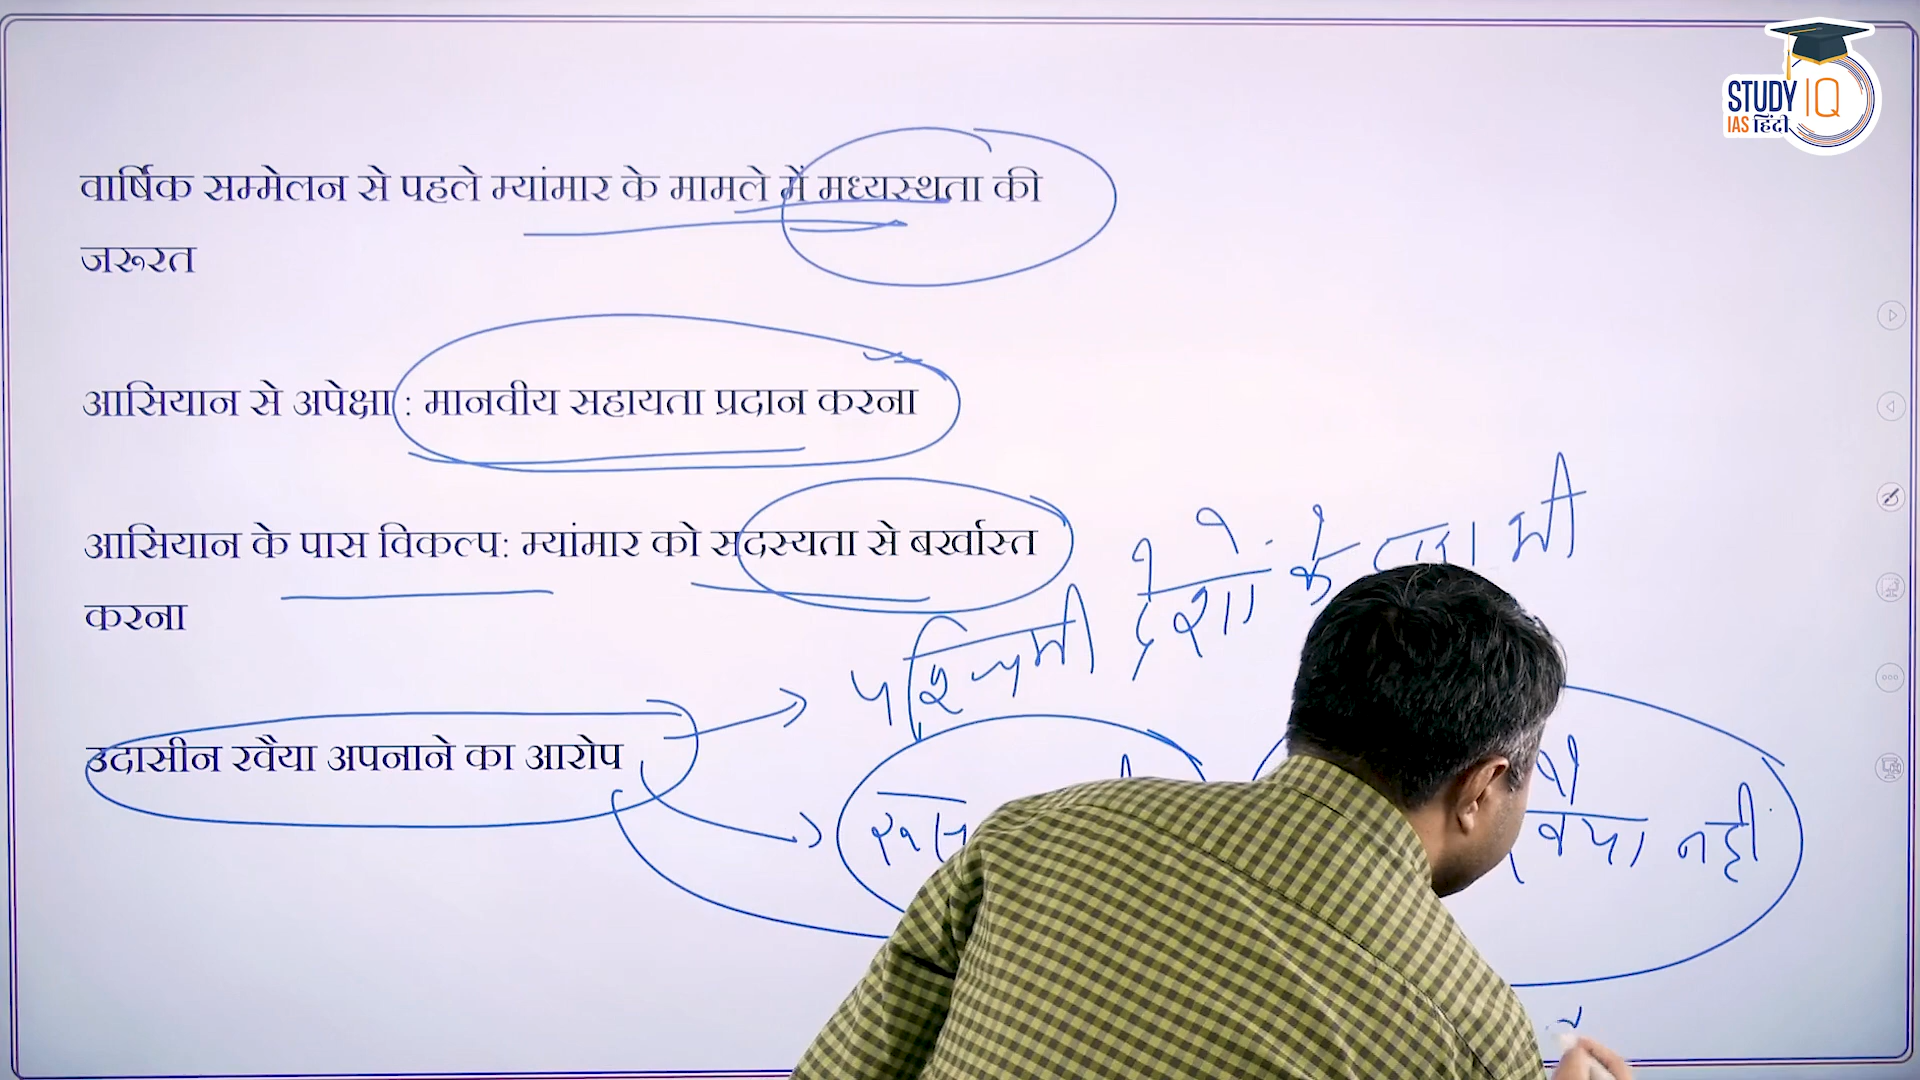 STUDY IQ
IAS हिंदी
वार्षिक सम्मेलन से पहले म्यांमार के मामले में मध्यस्थता की
जरूरत
आसियान से अपेक्षा : मानवीय सहायता प्रदान करना
आसियान के पास विकल्प: म्यांमार को सदस्यता से बर्खास्त
करना
पश्चिमी देशों के
उदासीन रवैया अपनाने का आरोप
नहीं